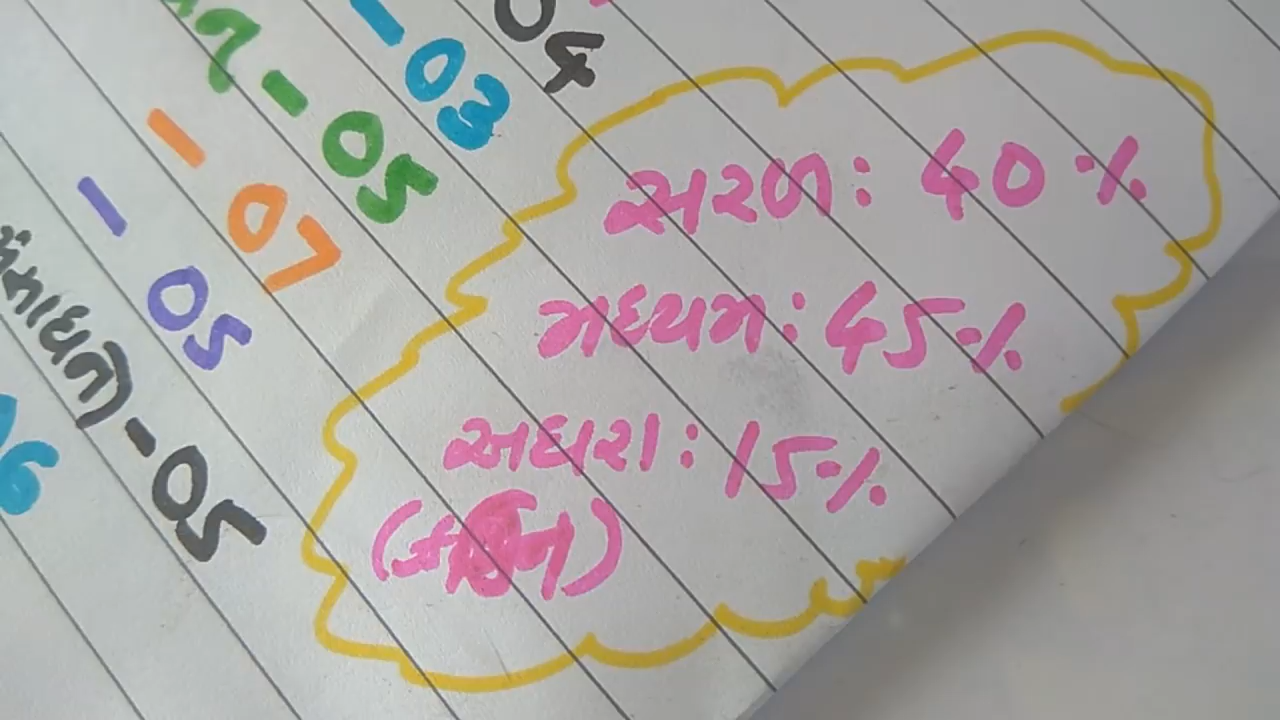 04
- 03
- 05
- 07
- 05
- 05
સરળ : 40 %
મધ્યમ : 45 %
અઘરા : 15 %